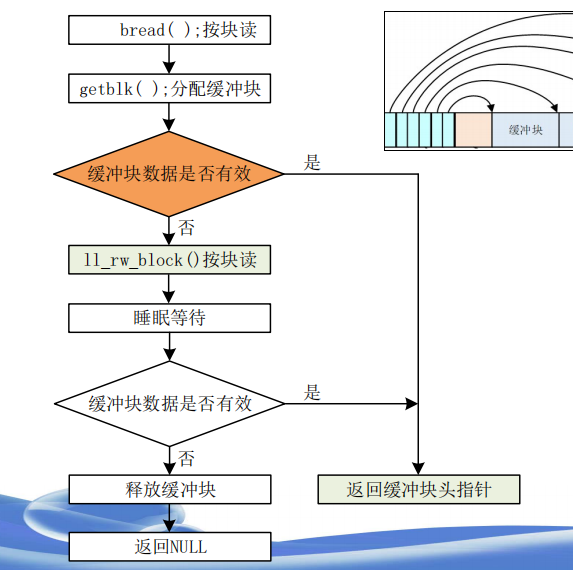 bread( );按块读
getblk( );分配缓冲块
缓冲块
缓冲块数据是否有效
是
否
ll_rw_block()按块读
睡眠等待
缓冲块数据是否有效
是
否
释放缓冲块
返回缓冲块头指针
返回NULL